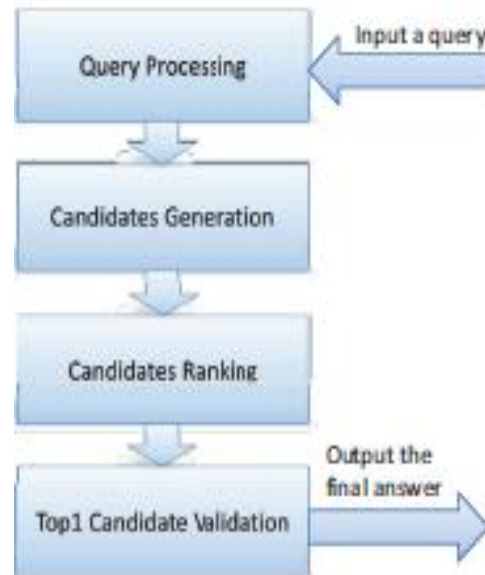 Input a query
Query Processing
Candidates Generation
Candidates Ranking
Output the
final answer
Top1 Candidate Validation